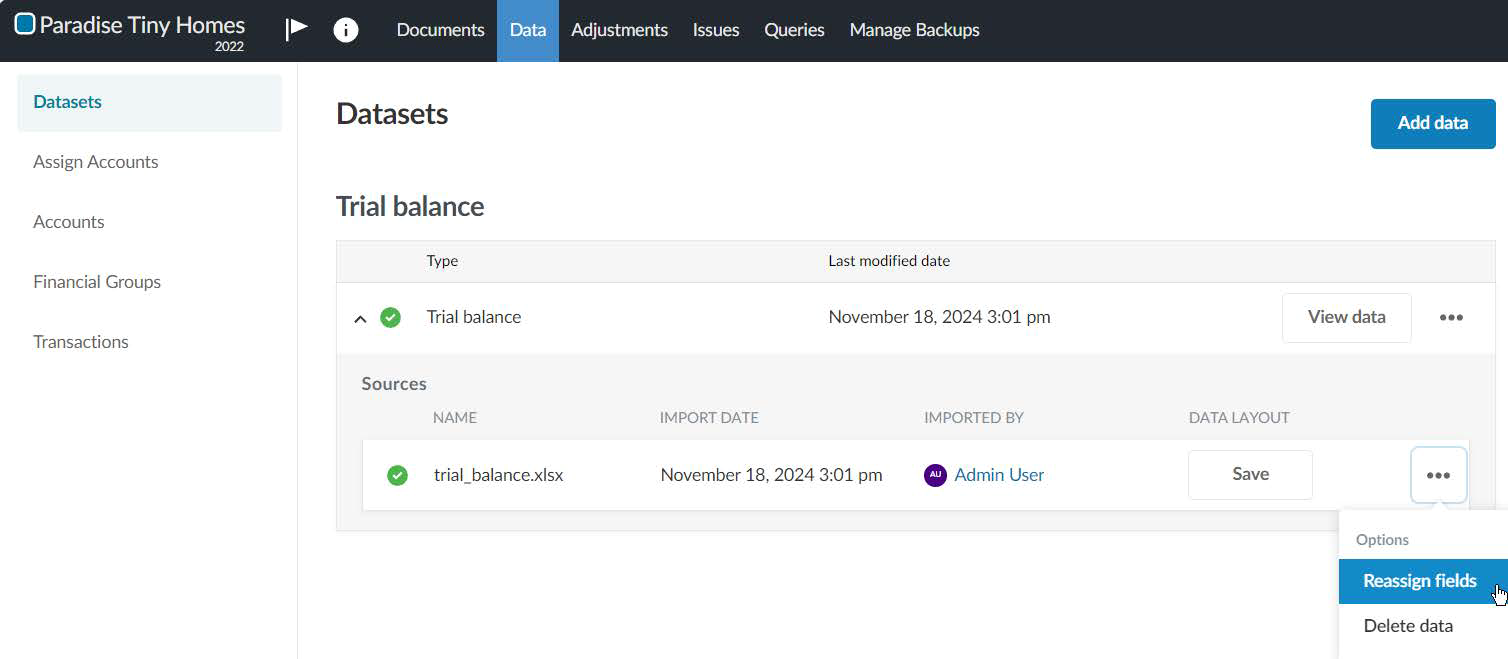 Paradise Tiny Homes
2022
Documents Data Adjustments Issues Queries Manage Backups
Datasets
Assign Accounts
Accounts
Financial Groups
Transactions
Datasets
Add data
Trial balance
Type Last modified date
Trial balance November 18, 2024 3:01 pm View data
Sources
NAME IMPORT DATE IMPORTED BY DATA LAYOUT
trial_balance.xlsx November 18, 2024 3:01 pm AU Admin User Save
Options
Reassign fields
Delete data